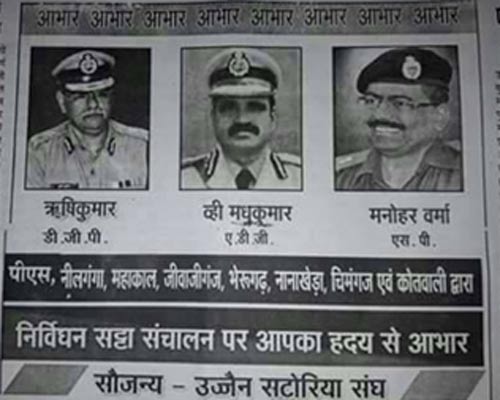 आभार आभार आभार आभार आभार आभार आभार आभार
ऋषिकुमार
डी.जी.पी.
व्ही मधुकुमार
ए.डी.जी.
मनोहर वर्मा
एस.पी.
पीएस, नीलगंगा, महाकाल, जीवाजीगंज, भेरूगढ़, नानाखेड़ा, चिमंगज एवं कोतवाली द्वारा
निर्विघन सट्टा संचालन पर आपका हदय से आभार
सौजन्य – उज्जैन सटोरिया संघ